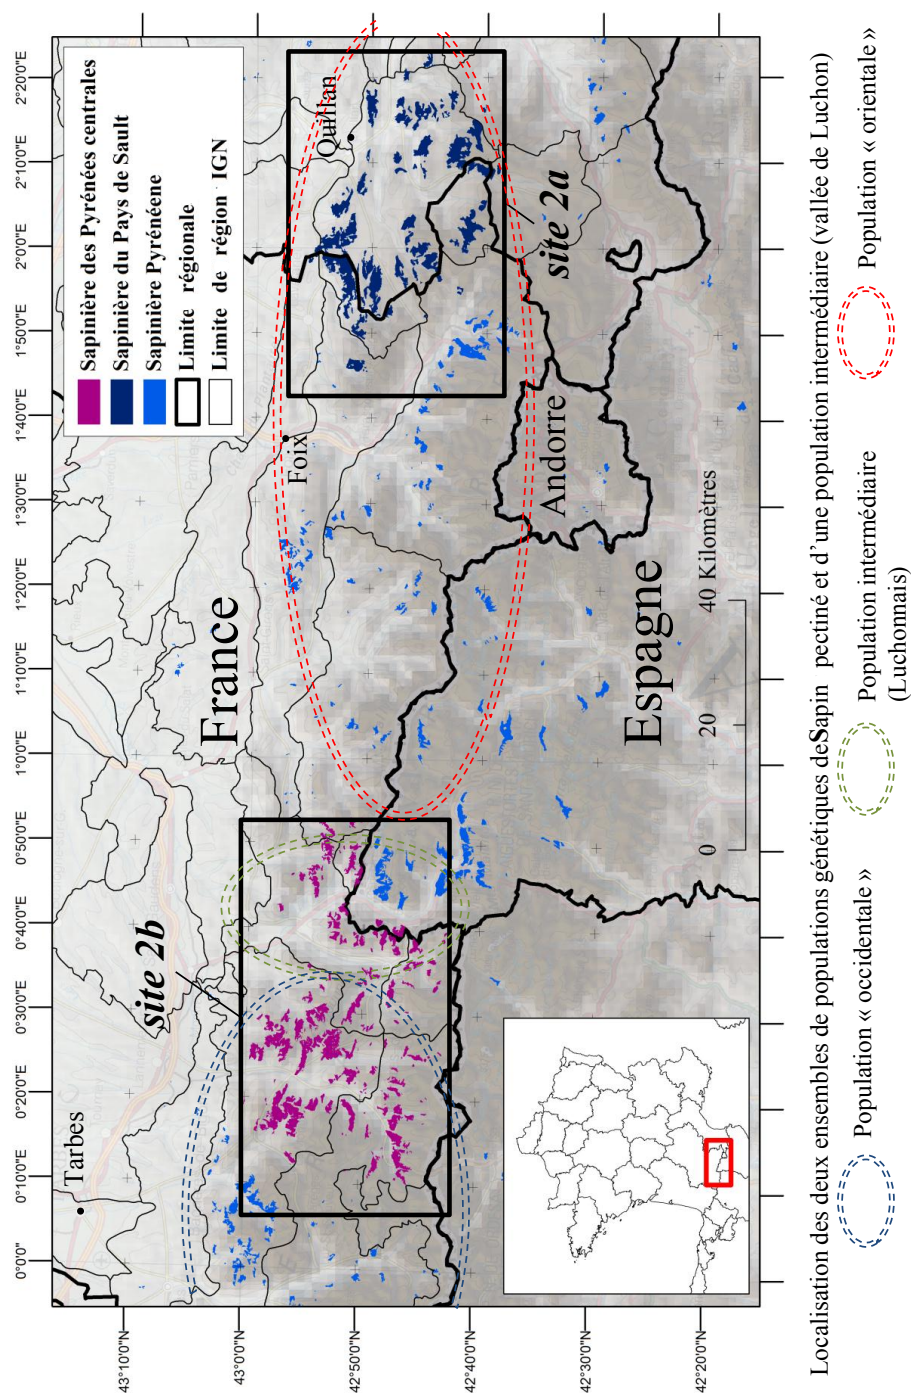 Sapinière des Pyrénées centrales
Sapinière du Pays de Sault
Sapinière Pyrénéene
Limite régionale
Limite de région IGN
Tarbes
site 2b
France
Foix
Quillan
site 2a
Andorre
Espagne
0 20 40 Kilomètres
0°0'0"
0°10'0"E
0°20'0"E
0°30'0"E
0°40'0"E
0°50'0"E
1°0'0"E
1°10'0"E
1°20'0"E
1°30'0"E
1°40'0"E
1°50'0"E
2°0'0"E
2°10'0"E
2°20'0"E
43°10'0"N
43°0'0"N
42°50'0"N
42°40'0"N
42°30'0"N
42°20'0"N
Localisation des deux ensembles de populations génétiques deSapin pectiné et d'une population intermédiaire (vallée de Luchon)
Population « occidentale »
Population intermédiaire
(Luchonnais)
Population « orientale »